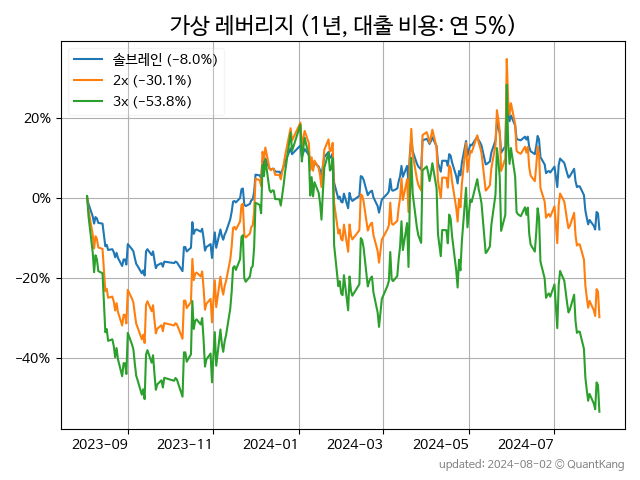 가상 레버리지 (1년, 대출 비용: 연 5%)
솔브레인 (−8.0%)
2x (−30.1%)
3x (−53.8%)
20%
0%
−20%
−40%
2023-09
2023-11
2024-01
2024-03
2024-05
2024-07
updated: 2024-08-02 © QuantKang